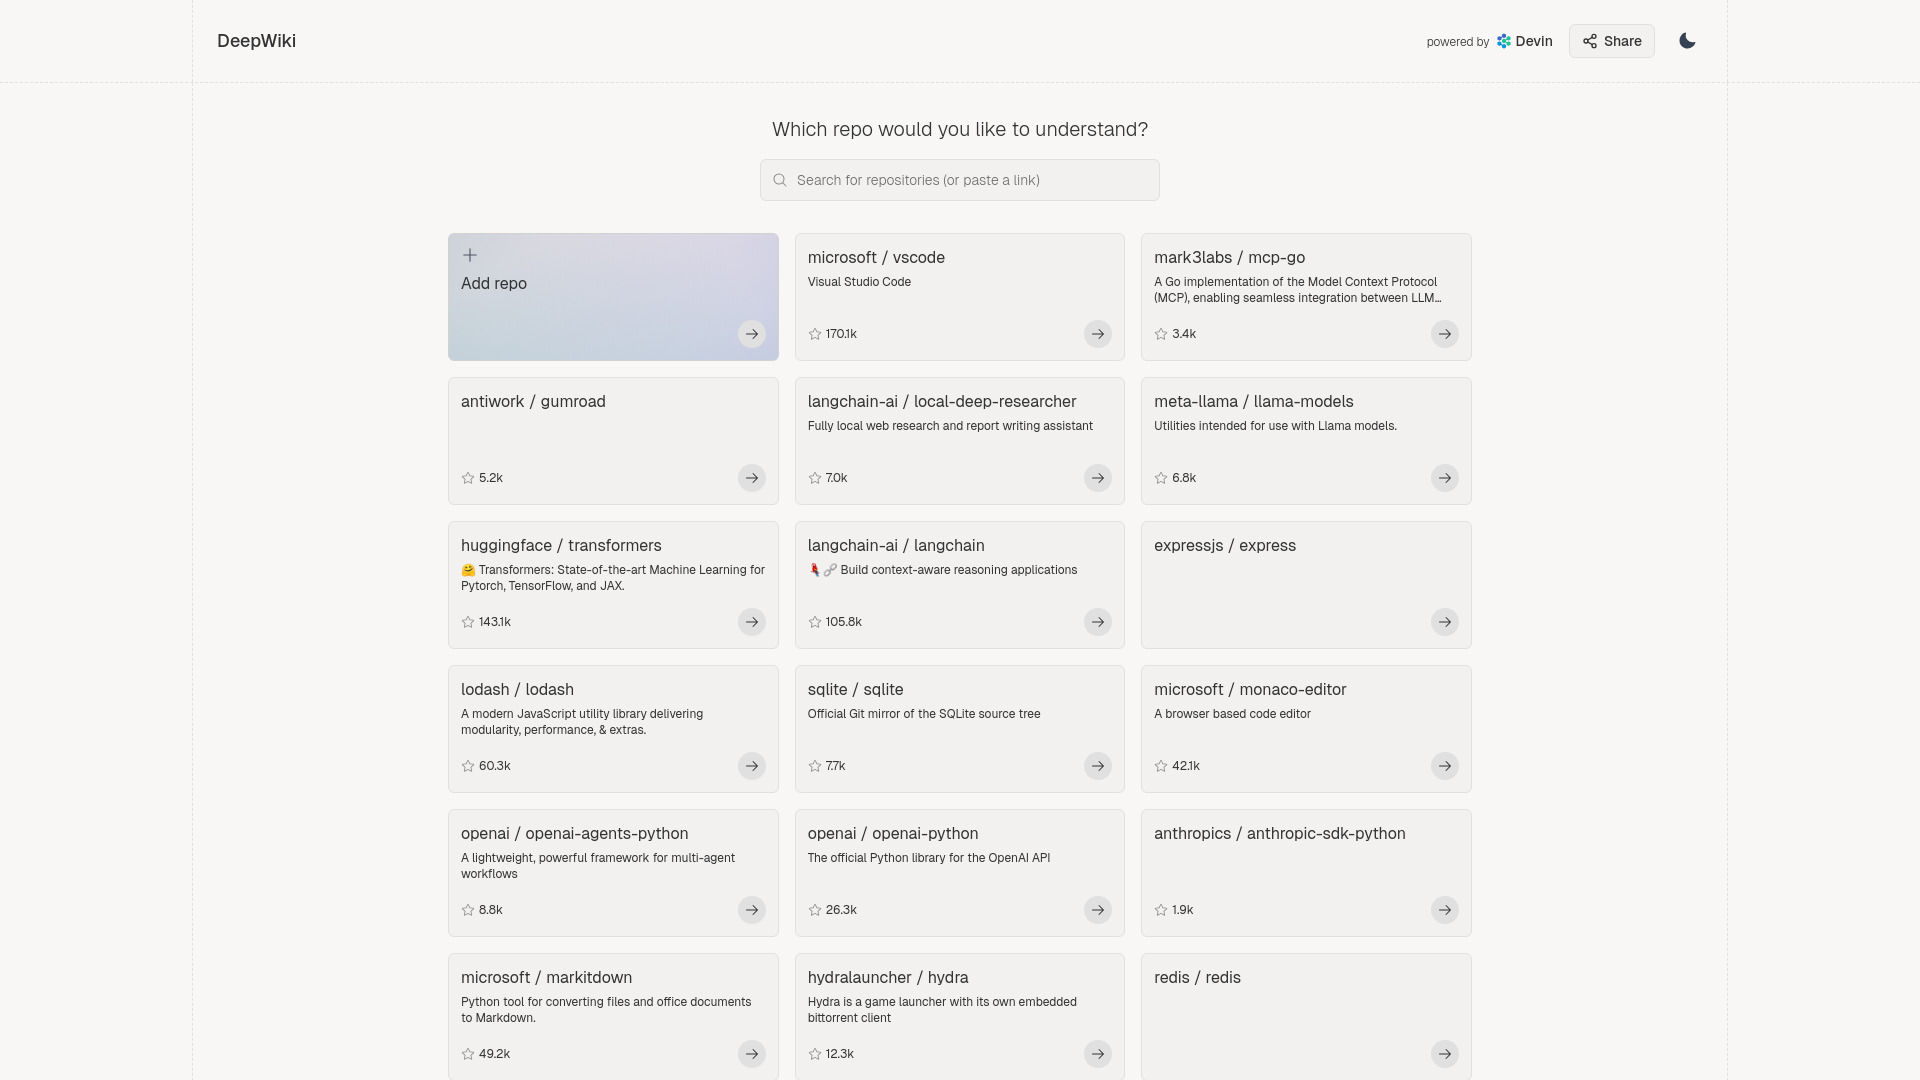 DeepWiki
powered by Devin
Share
Which repo would you like to understand?
Search for repositories (or paste a link)
Add repo
microsoft / vscode
Visual Studio Code
170.1k
mark3labs / mcp-go
A Go implementation of the Model Context Protocol
(MCP), enabling seamless integration between LLM...
3.4k
antiwork / gumroad
5.2k
langchain-ai / local-deep-researcher
Fully local web research and report writing assistant
7.0k
meta-llama / llama-models
Utilities intended for use with Llama models.
6.8k
huggingface / transformers
🤗 Transformers: State-of-the-art Machine Learning for
Pytorch, TensorFlow, and JAX.
143.1k
langchain-ai / langchain
🦜🔗 Build context-aware reasoning applications
105.8k
expressjs / express
lodash / lodash
A modern JavaScript utility library delivering
modularity, performance, & extras.
60.3k
sqlite / sqlite
Official Git mirror of the SQLite source tree
7.7k
microsoft / monaco-editor
A browser based code editor
42.1k
openai / openai-agents-python
A lightweight, powerful framework for multi-agent
workflows
8.8k
openai / openai-python
The official Python library for the OpenAI API
26.3k
anthropics / anthropic-sdk-python
1.9k
microsoft / markitdown
Python tool for converting files and office documents
to Markdown.
49.2k
hydralauncher / hydra
Hydra is a game launcher with its own embedded
bittorrent client
12.3k
redis / redis